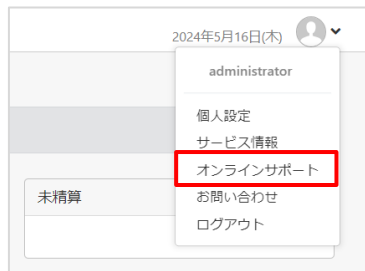 2024年5月16日(木)
administrator
個人設定
サービス情報
オンラインサポート
未精算
お問い合わせ
ログアウト